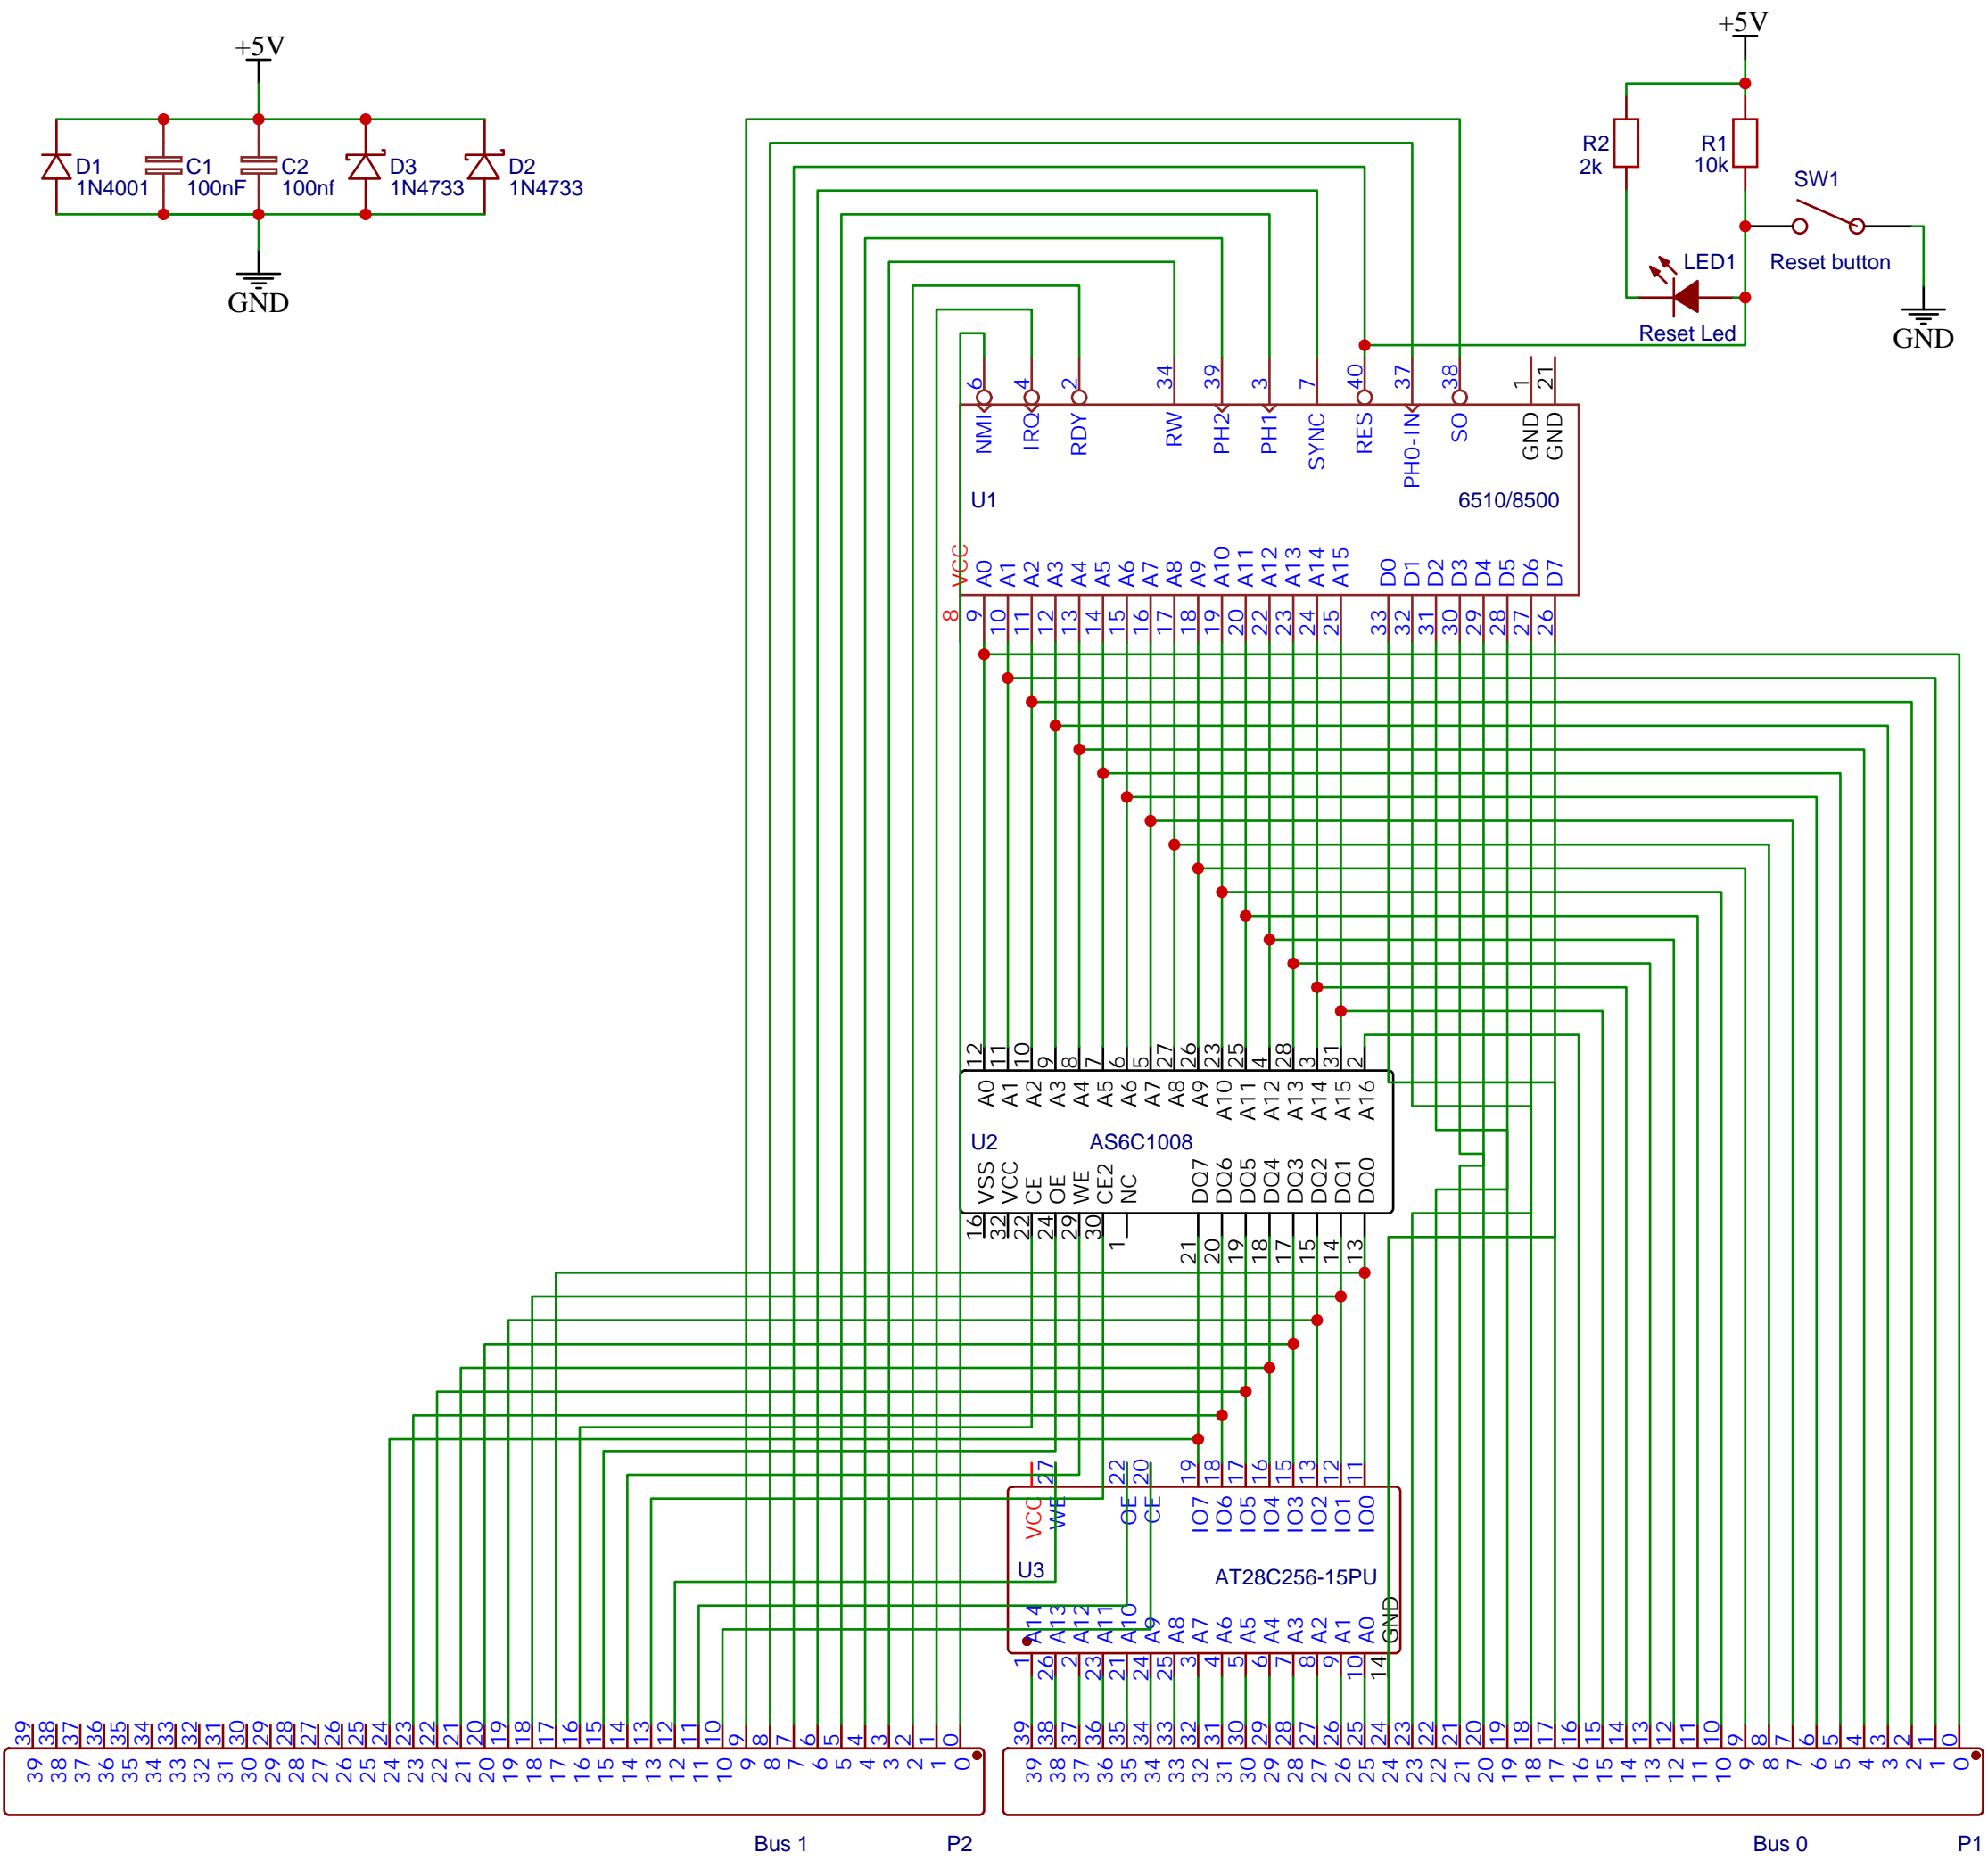 +5V
D1
1N4001
C1
100nF
C2
100nf
D3
1N4733
D2
1N4733
GND
+5V
R2
2k
R1
10k
SW1
Reset button
LED1
Reset Led
GND
6 4 2 34 39 3 7 40 37 38 1 21
NMI IRQ RDY RW PH2 PH1 SYNC RES PH0-IN SO GND GND
U1 6510/8500
VCC A0 A1 A2 A3 A4 A5 A6 A7 A8 A9 A10 A11 A12 A13 A14 A15 D0 D1 D2 D3 D4 D5 D6 D7
8 9 10 11 12 13 14 15 16 17 18 19 20 22 23 24 25 33 32 31 30 29 28 27 26
12 11 10 9 8 7 6 5 27 26 23 25 4 28 3 31 2
A0 A1 A2 A3 A4 A5 A6 A7 A8 A9 A10 A11 A12 A13 A14 A15 A16
U2 AS6C1008
VSS VCC CE OE WE CE2 NC DQ7 DQ6 DQ5 DQ4 DQ3 DQ2 DQ1 DQ0
16 32 22 24 29 30 1 21 20 19 18 17 15 14 13
27 22 20 19 18 17 16 15 13 12 11
VCC WE OE CE IO7 IO6 IO5 IO4 IO3 IO2 IO1 IO0
U3 AT28C256-15PU
A14 A13 A12 A11 A10 A9 A8 A7 A6 A5 A4 A3 A2 A1 A0 GND
1 26 2 23 21 24 25 3 4 5 6 7 8 9 10 14
39 38 37 36 35 34 33 32 31 30 29 28 27 26 25 24 23 22 21 20 19 18 17 16 15 14 13 12 11 10 9 8 7 6 5 4 3 2 1 0
39 38 37 36 35 34 33 32 31 30 29 28 27 26 25 24 23 22 21 20 19 18 17 16 15 14 13 12 11 10 9 8 7 6 5 4 3 2 1 0
Bus 1 P2
39 38 37 36 35 34 33 32 31 30 29 28 27 26 25 24 23 22 21 20 19 18 17 16 15 14 13 12 11 10 9 8 7 6 5 4 3 2 1 0
39 38 37 36 35 34 33 32 31 30 29 28 27 26 25 24 23 22 21 20 19 18 17 16 15 14 13 12 11 10 9 8 7 6 5 4 3 2 1 0
Bus 0 P1